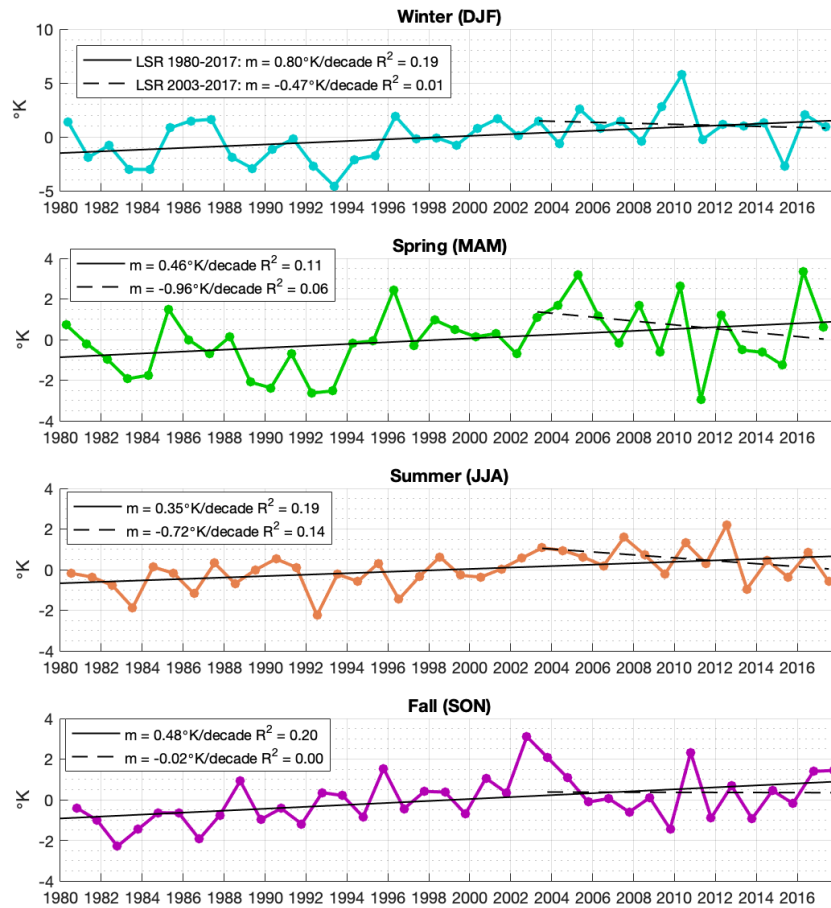 Winter (DJF)
10
LSR 1980-2017: m = 0.80°K/decade R² = 0.19
LSR 2003-2017: m = -0.47°K/decade R² = 0.01
5
°K
0
-5
1980 1982 1984 1986 1988 1990 1992 1994 1996 1998 2000 2002 2004 2006 2008 2010 2012 2014 2016
Spring (MAM)
4
m = 0.46°K/decade R² = 0.11
m = -0.96°K/decade R² = 0.06
2
°K
0
-2
-4
1980 1982 1984 1986 1988 1990 1992 1994 1996 1998 2000 2002 2004 2006 2008 2010 2012 2014 2016
Summer (JJA)
4
m = 0.35°K/decade R² = 0.19
m = -0.72°K/decade R² = 0.14
2
°K
0
-2
-4
1980 1982 1984 1986 1988 1990 1992 1994 1996 1998 2000 2002 2004 2006 2008 2010 2012 2014 2016
Fall (SON)
4
m = 0.48°K/decade R² = 0.20
m = -0.02°K/decade R² = 0.00
2
°K
0
-2
-4
1980 1982 1984 1986 1988 1990 1992 1994 1996 1998 2000 2002 2004 2006 2008 2010 2012 2014 2016